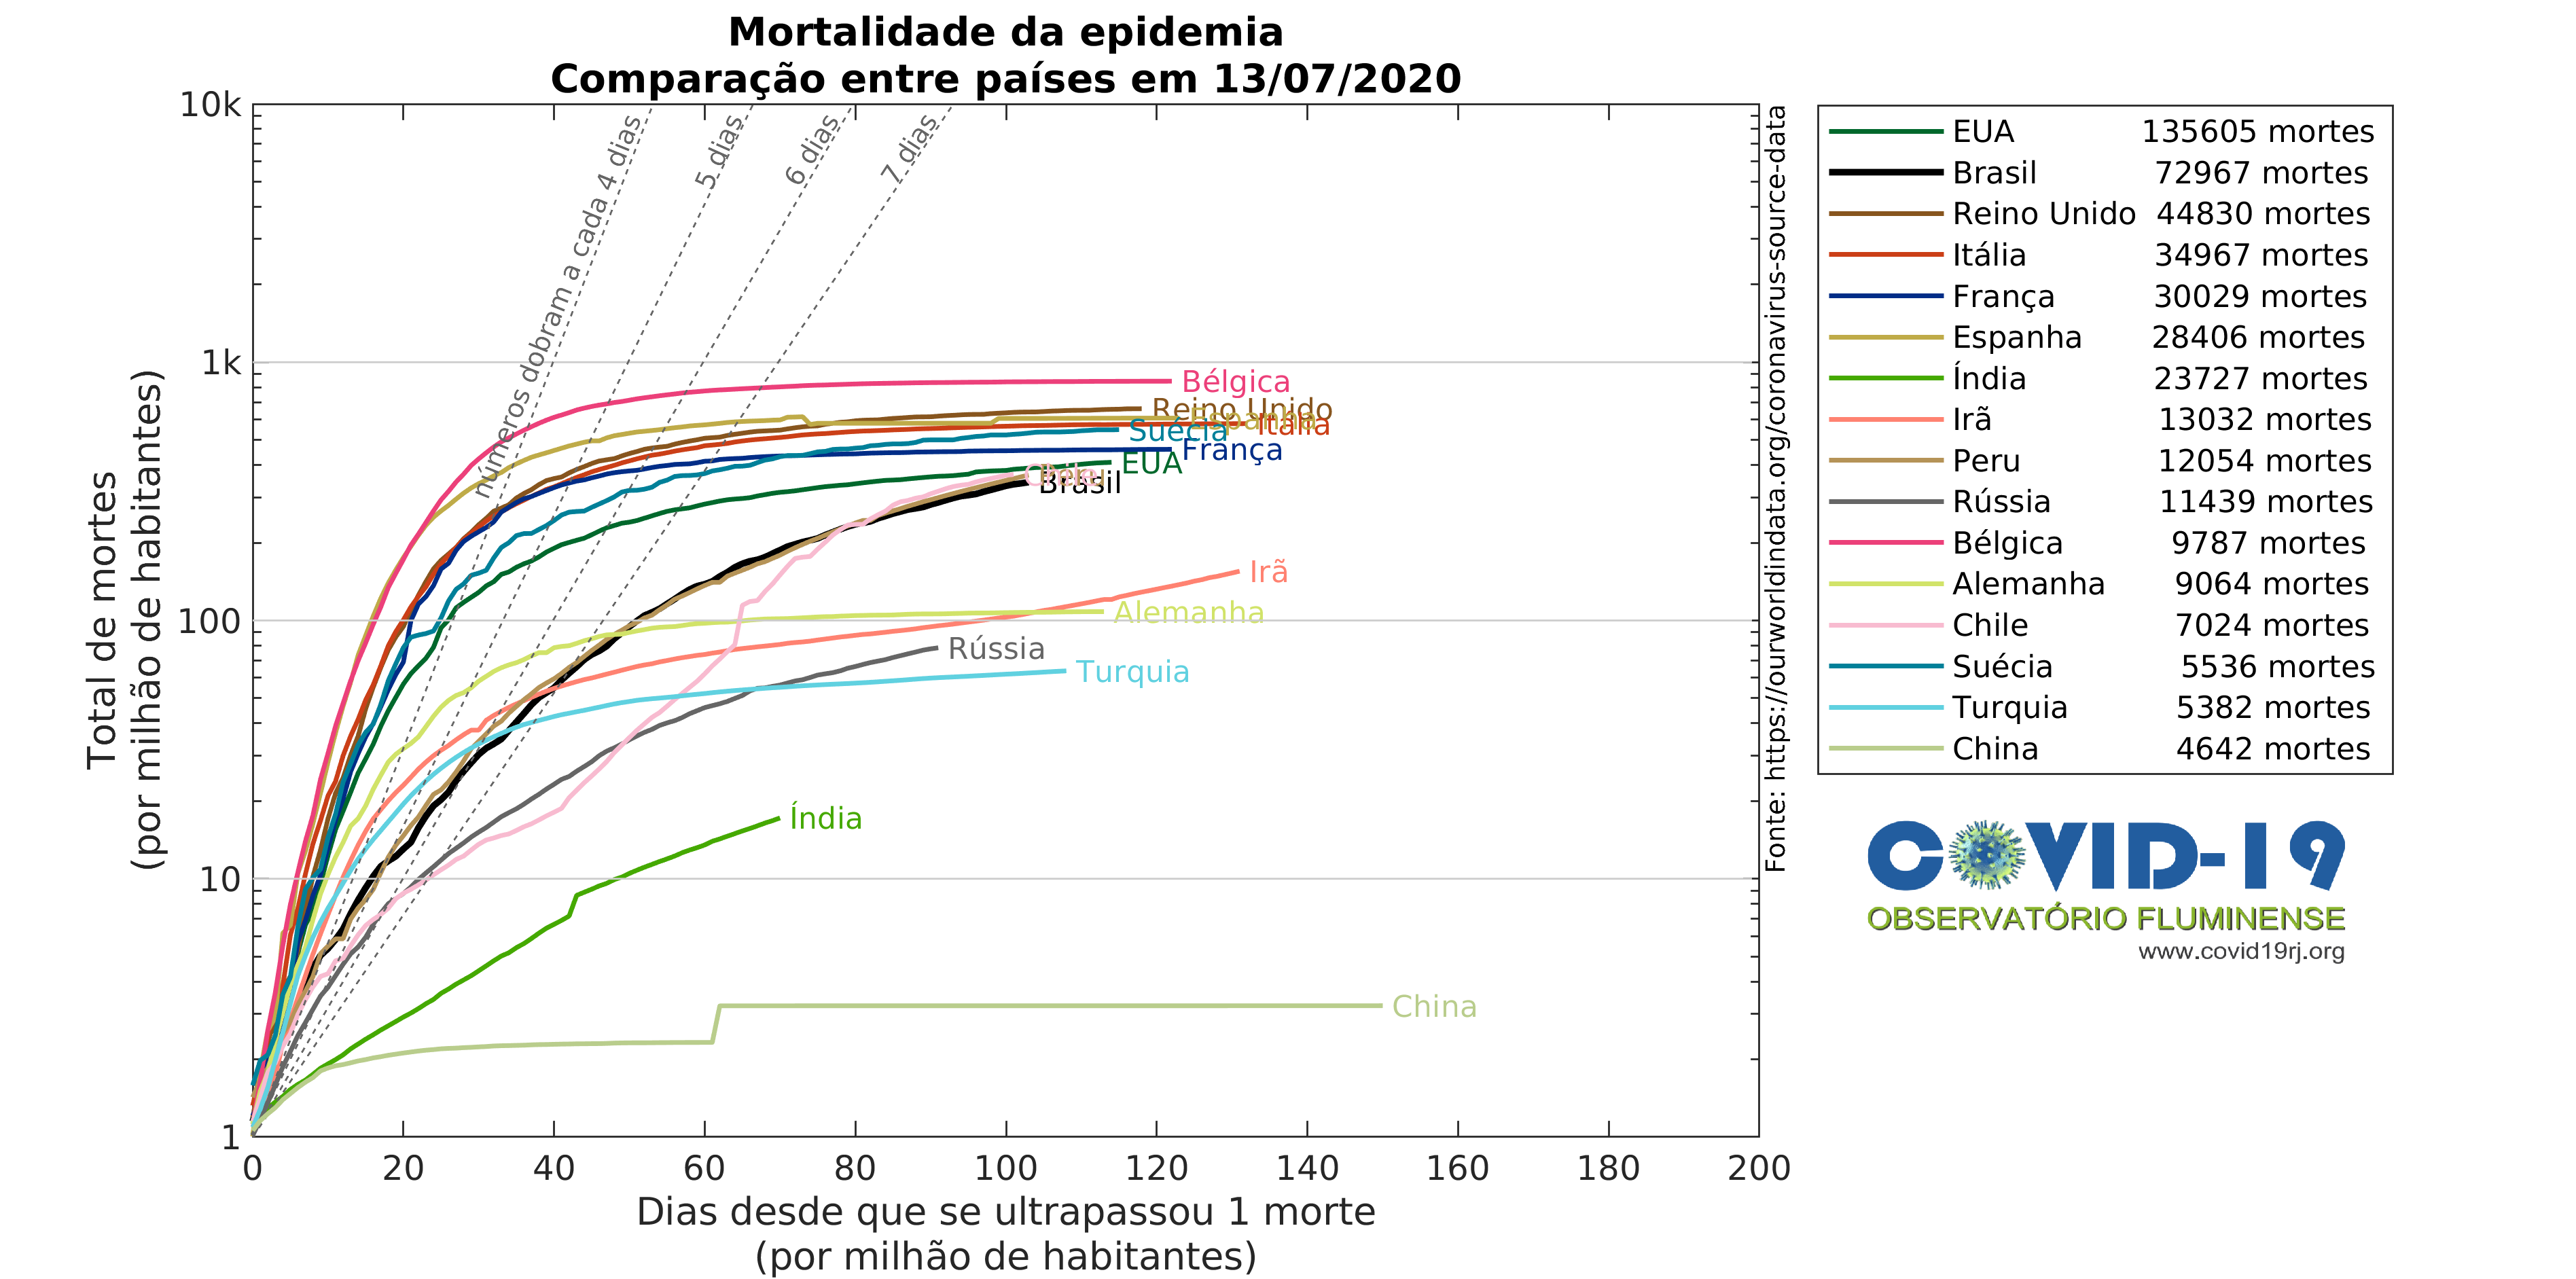 Mortalidade da epidemia
Comparação entre países em 13/07/2020
Total de mortes
(por milhão de habitantes)
10k
1k
100
10
1
números dobram a cada 4 dias
5 dias
6 dias
7 dias
Bélgica
Reino Unido
Espanha
Itália
Suécia
França
EUA
Chile
Peru
Brasil
Irã
Alemanha
Rússia
Turquia
Índia
China
0 20 40 60 80 100 120 140 160 180 200
Dias desde que se ultrapassou 1 morte
(por milhão de habitantes)
Fonte: https://ourworldindata.org/coronavirus-source-data
EUA 135605 mortes
Brasil 72967 mortes
Reino Unido 44830 mortes
Itália 34967 mortes
França 30029 mortes
Espanha 28406 mortes
Índia 23727 mortes
Irã 13032 mortes
Peru 12054 mortes
Rússia 11439 mortes
Bélgica 9787 mortes
Alemanha 9064 mortes
Chile 7024 mortes
Suécia 5536 mortes
Turquia 5382 mortes
China 4642 mortes
COVID-19
OBSERVATÓRIO FLUMINENSE
www.covid19rj.org